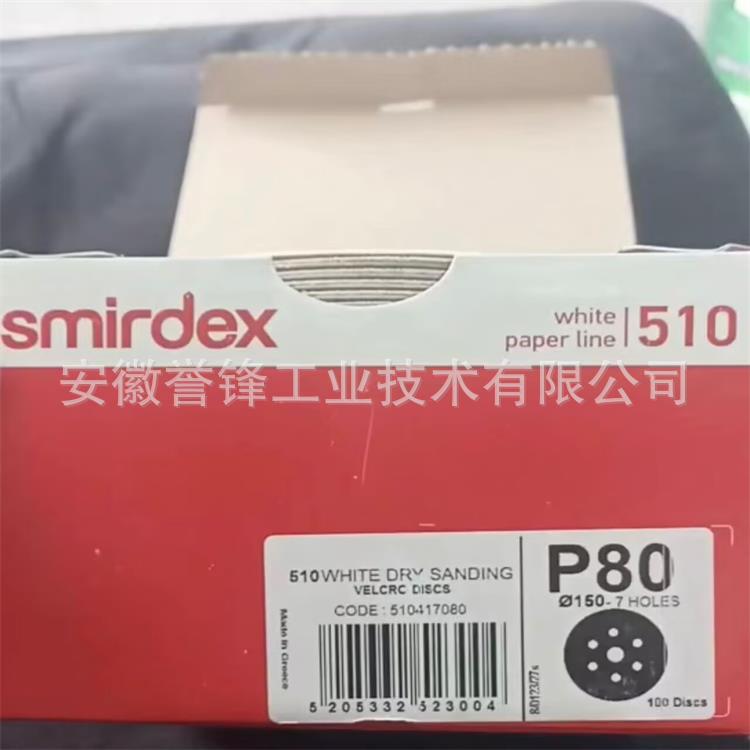 smirdex
white
paper line
510
安徽誉锋工业技术有限公司
510 WHITE DRY SANDING
VELCRC DISCS
CODE : 510417080
Made in Greece
5 205332 523004
P80
Ø150- 7 HOLES
100 Discs